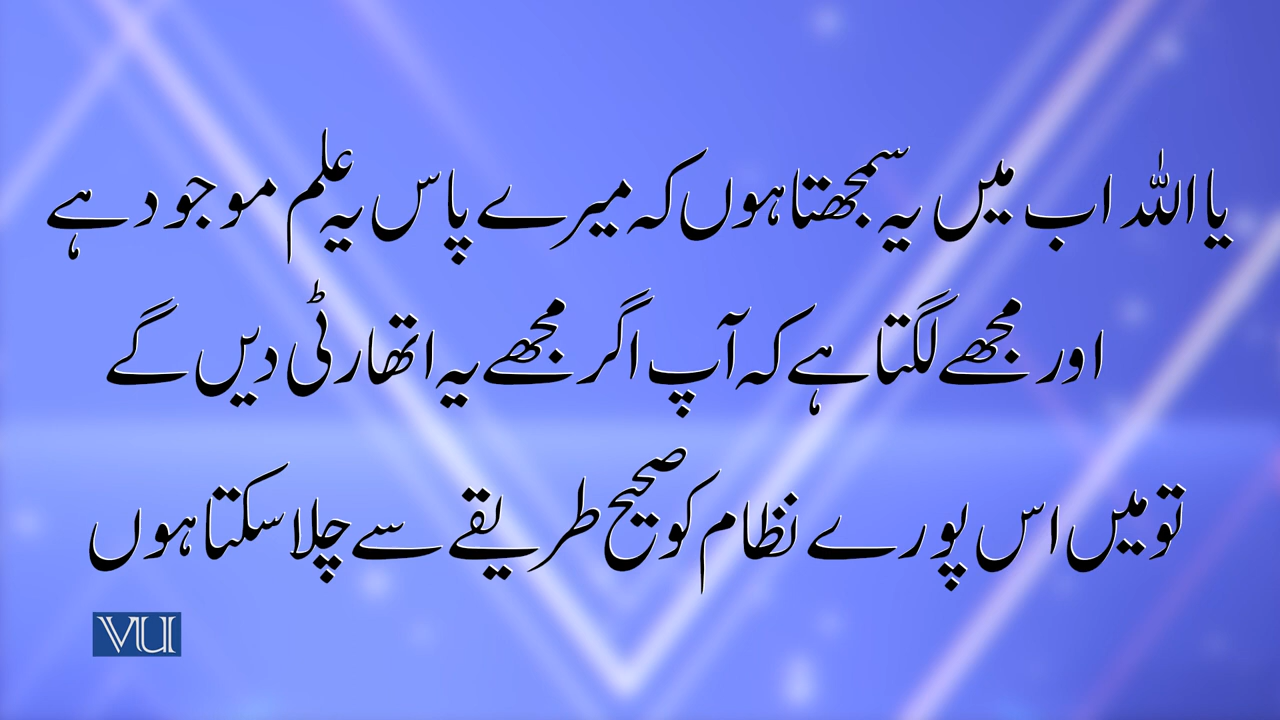 یا اللہ اب میں یہ سمجھتا ہوں کہ میرے پاس یہ علم موجود ہے
اور مجھے لگتا ہے کہ آپ اگر مجھے یہ اتھارٹی دیں گے
تو میں اس پورے نظام کو صحیح طریقے سے چلا سکتا ہوں
VU